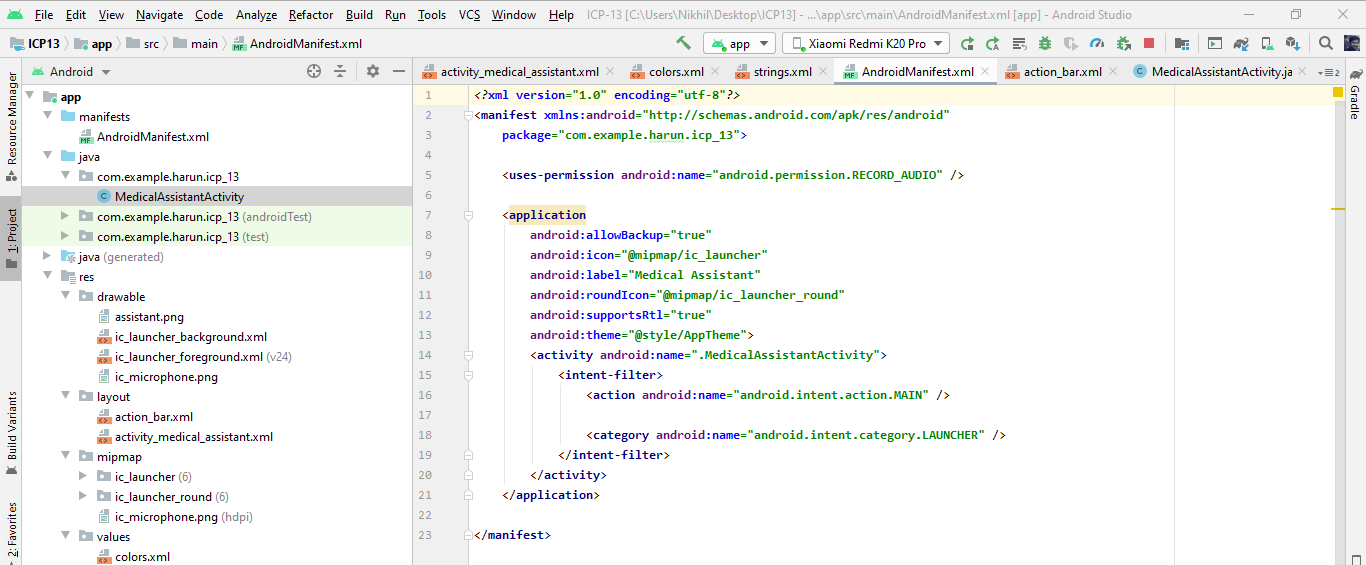 File Edit View Navigate Code Analyze Refactor Build Run Tools VCS Window Help ICP-13 [C:\Users\Nikhil\Desktop\ICP13] - ...\app\src\main\AndroidManifest.xml [app] - Android Studio
ICP13 app src main AndroidManifest.xml app Xiaomi Redmi K20 Pro
Android
activity_medical_assistant.xml colors.xml strings.xml AndroidManifest.xml action_bar.xml MedicalAssistantActivity.ja 2
Resource Manager
1: Project
Build Variants
2: Favorites
app
manifests
AndroidManifest.xml
java
com.example.harun.icp_13
MedicalAssistantActivity
com.example.harun.icp_13 (androidTest)
com.example.harun.icp_13 (test)
java (generated)
res
drawable
assistant.png
ic_launcher_background.xml
ic_launcher_foreground.xml (v24)
ic_microphone.png
layout
action_bar.xml
activity_medical_assistant.xml
mipmap
ic_launcher (6)
ic_launcher_round (6)
ic_microphone.png (hdpi)
values
colors.xml
1 <?xml version="1.0" encoding="utf-8"?>
2 <manifest xmlns:android="http://schemas.android.com/apk/res/android"
3 package="com.example.harun.icp_13">
4
5 <uses-permission android:name="android.permission.RECORD_AUDIO" />
6
7 <application
8 android:allowBackup="true"
9 android:icon="@mipmap/ic_launcher"
10 android:label="Medical Assistant"
11 android:roundIcon="@mipmap/ic_launcher_round"
12 android:supportsRtl="true"
13 android:theme="@style/AppTheme">
14 <activity android:name=".MedicalAssistantActivity">
15 <intent-filter>
16 <action android:name="android.intent.action.MAIN" />
17
18 <category android:name="android.intent.category.LAUNCHER" />
19 </intent-filter>
20 </activity>
21 </application>
22
23 </manifest>
Gradle